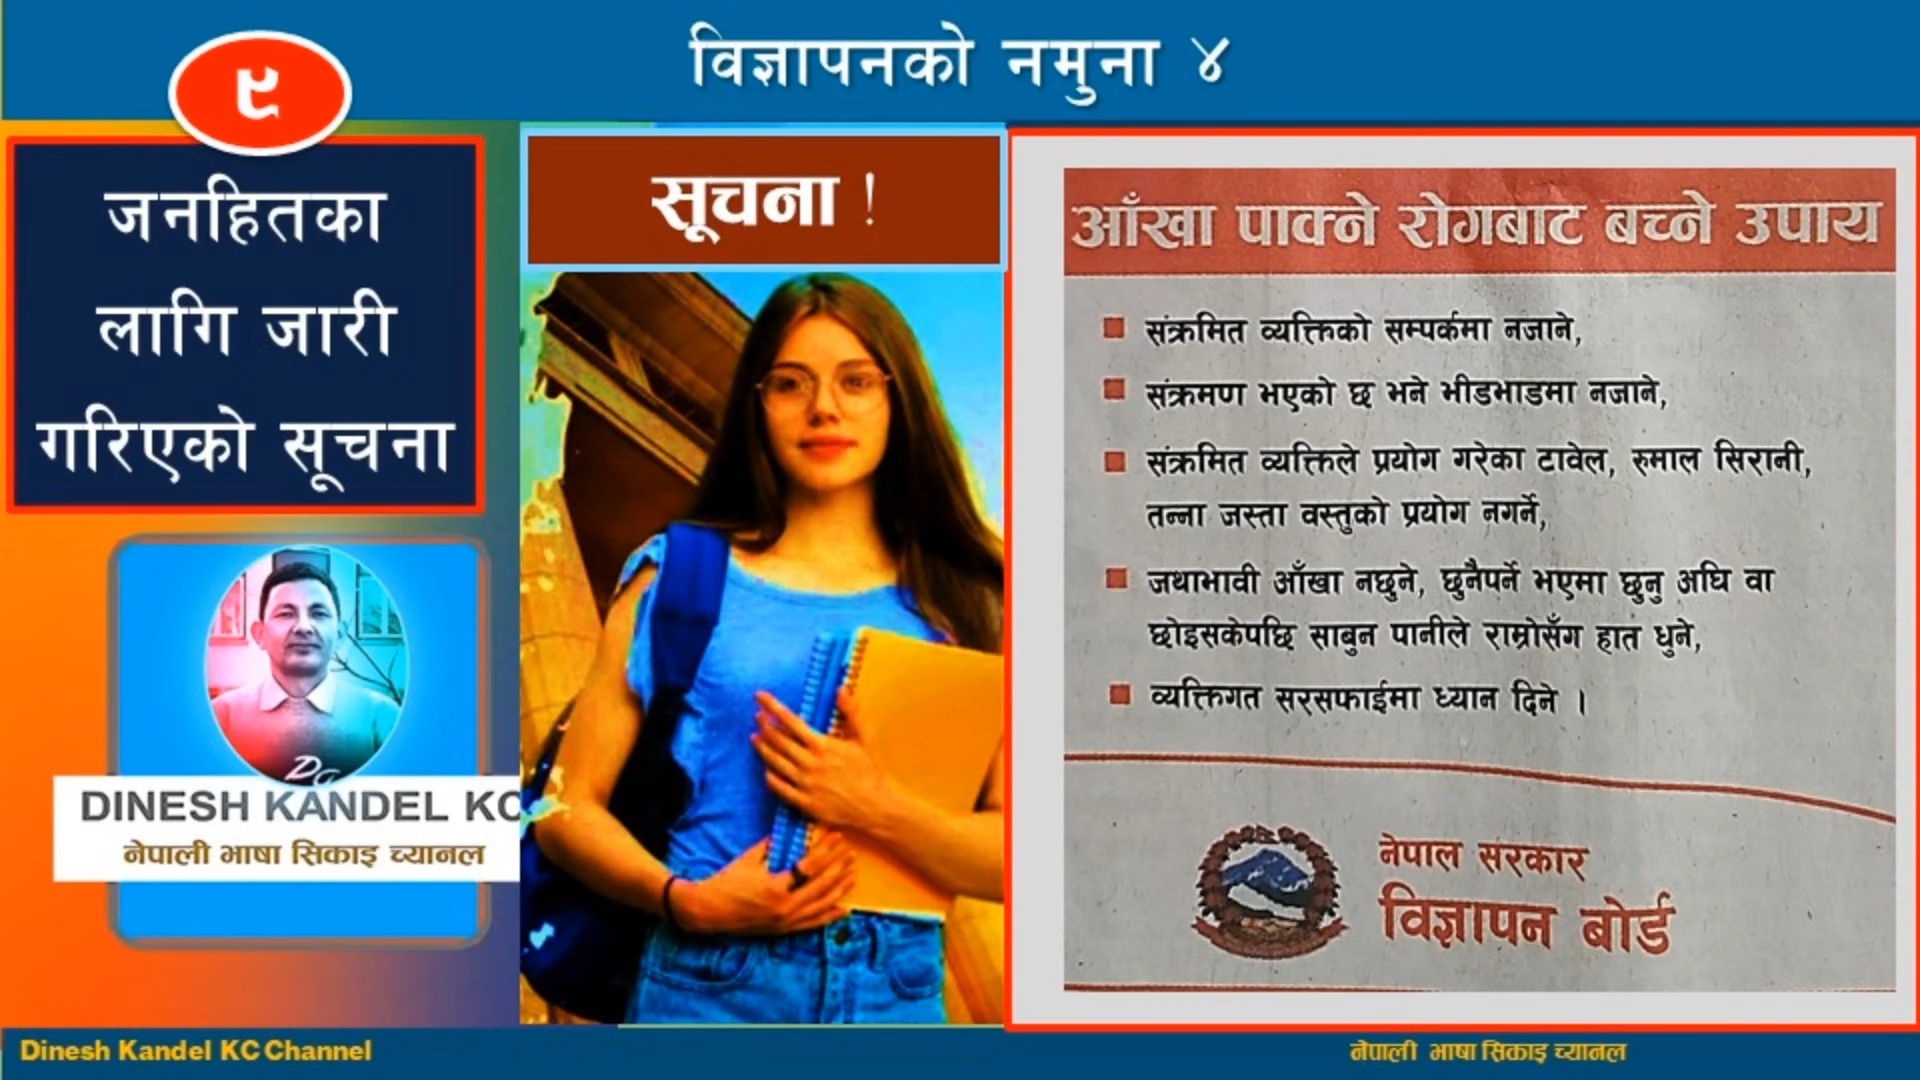 विज्ञापनको नमुना ४
९
जनहितका
लागि जारी
गरिएको सूचना
DINESH KANDEL KC
नेपाली भाषा सिकाइ च्यानल
सूचना !
आँखा पाक्ने रोगबाट बच्ने उपाय
संक्रमित व्यक्तिको सम्पर्कमा नजाने,
संक्रमण भएको छ भने भीडभाडमा नजाने,
संक्रमित व्यक्तिले प्रयोग गरेका टावेल, रुमाल सिरानी,
तन्ना जस्ता वस्तुको प्रयोग नगर्ने,
जथाभावी आँखा नछुने, छुनैपर्ने भएमा छुनु अघि वा
छोइसकेपछि साबुन पानीले राम्रोसँग हात धुने,
व्यक्तिगत सरसफाईमा ध्यान दिने ।
नेपाल सरकार
विज्ञापन बोर्ड
Dinesh Kandel KC Channel
नेपाली भाषा सिकाइ च्यानल